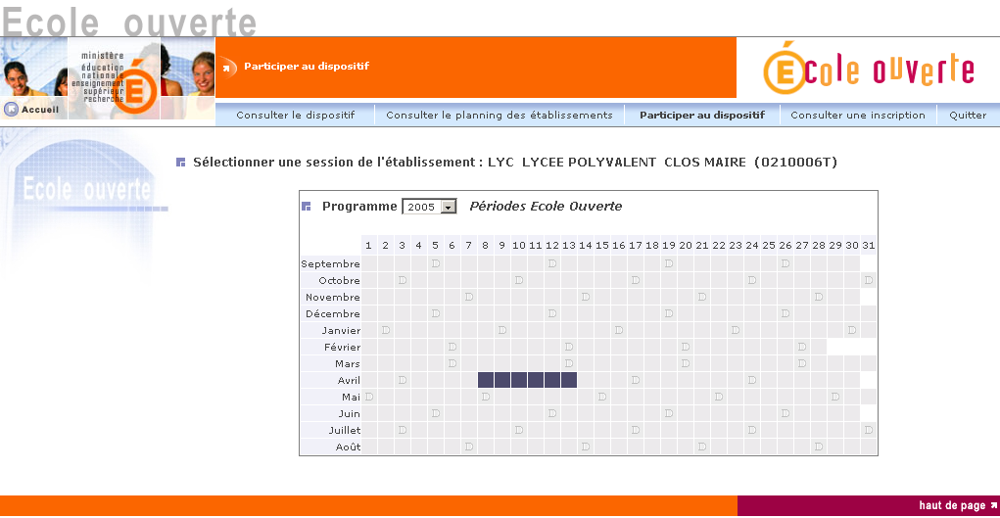 Ecole ouverte
ministère
éducation
nationale
enseignement
supérieur
recherche
É
Accueil
Participer au dispositif
École ouverte
Consulter le dispositif
Consulter le planning des établissements
Participer au dispositif
Consulter une inscription
Quitter
Ecole ouverte
Sélectionner une session de l'établissement : LYC LYCEE POLYVALENT CLOS MAIRE (0210006T)
Programme 2005 Périodes Ecole Ouverte
1 2 3 4 5 6 7 8 9 10 11 12 13 14 15 16 17 18 19 20 21 22 23 24 25 26 27 28 29 30 31
Septembre D D D D
Octobre D D D D D
Novembre D D D D
Décembre D D D D
Janvier D D D D D
Février D D D D
Mars D D D D
Avril D D D
Mai D D D D D
Juin D D D D
Juillet D D D D D
Août D D D D
haut de page